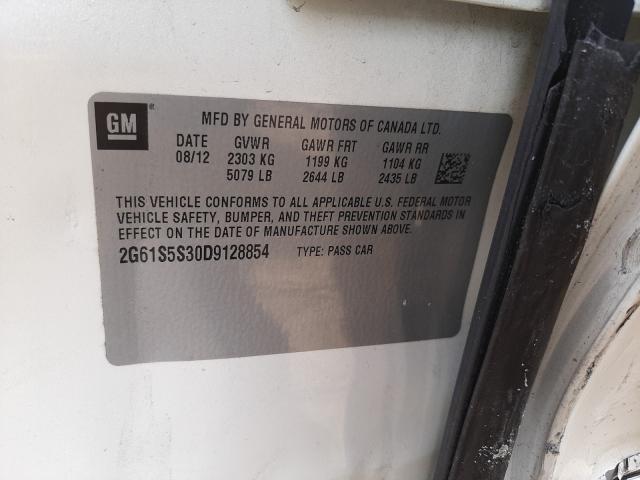 GM
MFD BY GENERAL MOTORS OF CANADA LTD.
DATE GVWR GAWR FRT GAWR RR
08/12 2303 KG 1199 KG 1104 KG
5079 LB 2644 LB 2435 LB
THIS VEHICLE CONFORMS TO ALL APPLICABLE U.S. FEDERAL MOTOR
VEHICLE SAFETY, BUMPER, AND THEFT PREVENTION STANDARDS IN
EFFECT ON THE DATE OF MANUFACTURE SHOWN ABOVE.
2G61S5S30D9128854 TYPE: PASS CAR